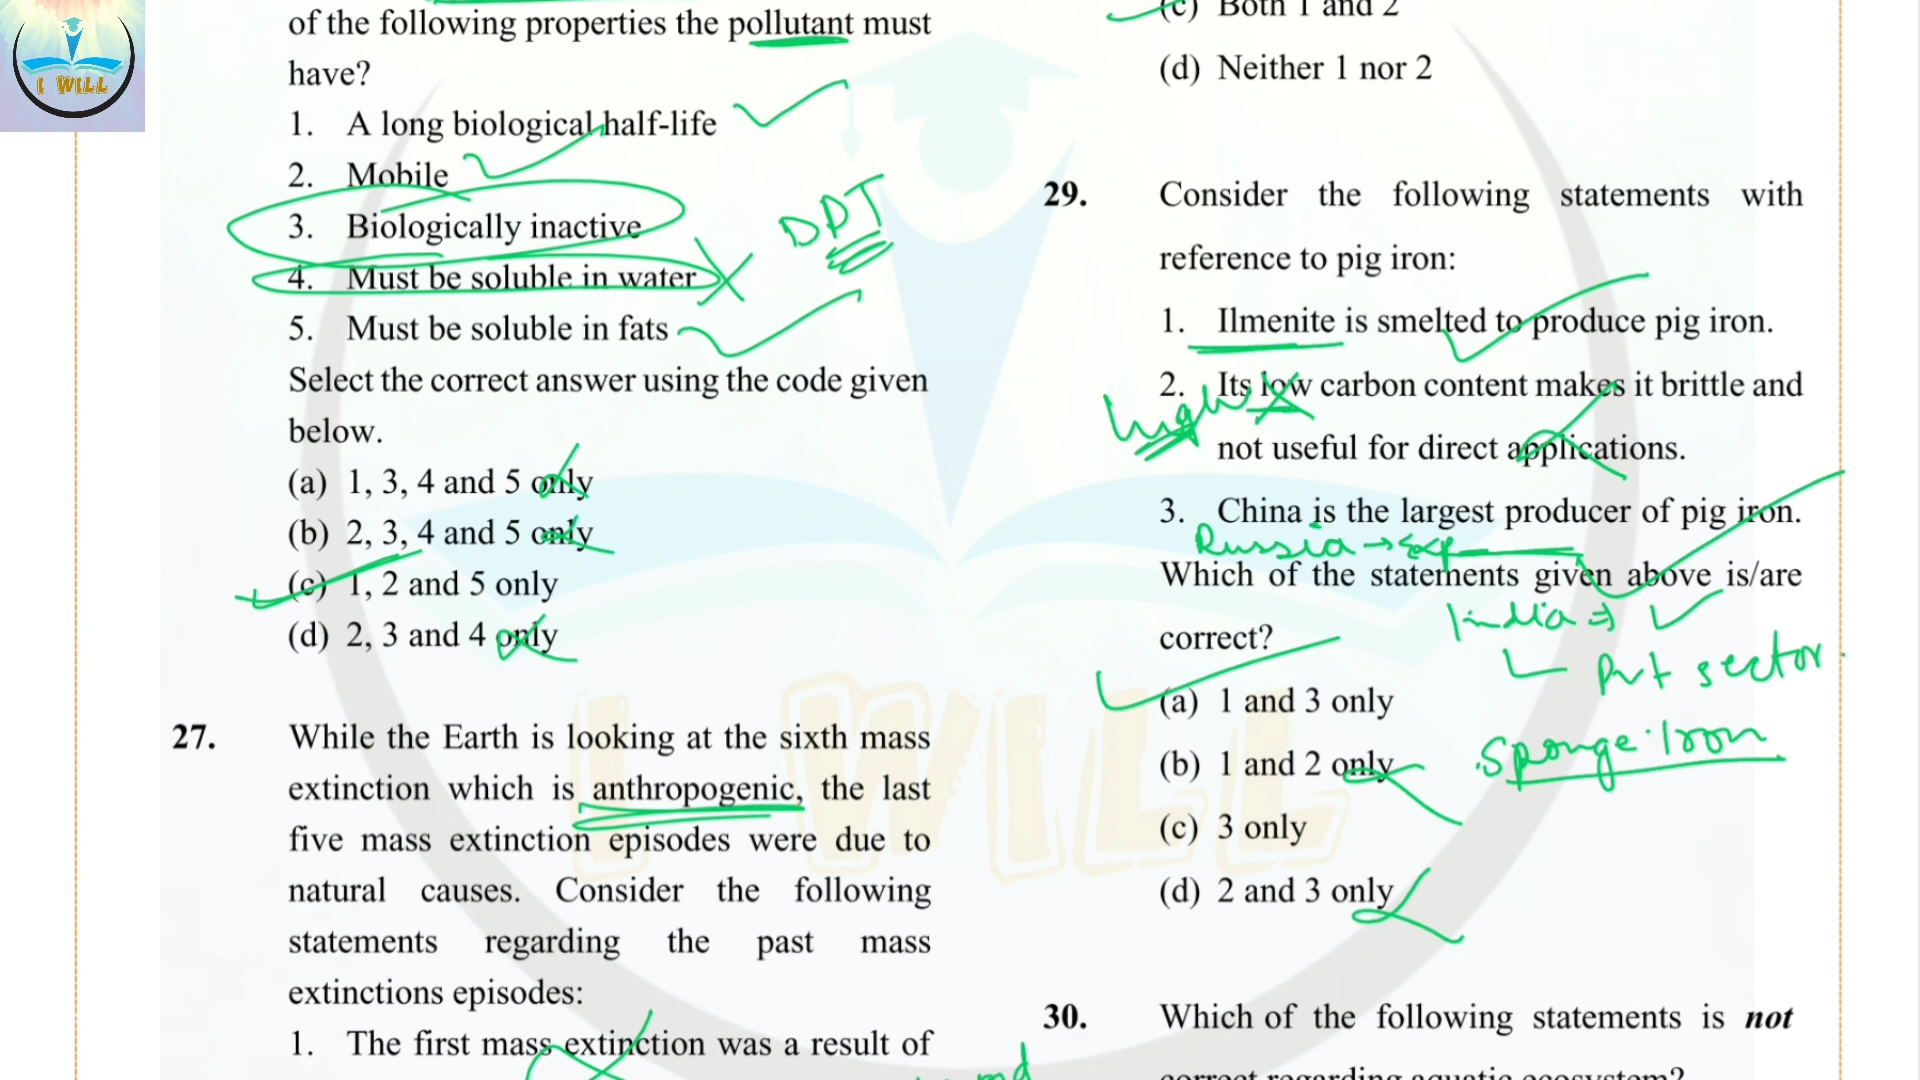 I WILL
of the following properties the pollutant must
have?
1. A long biological half-life
2. Mobile
3. Biologically inactive
DDT
4. Must be soluble in water
5. Must be soluble in fats
Select the correct answer using the code given
below.
(a) 1, 3, 4 and 5 only
(b) 2, 3, 4 and 5 only
(c) 1, 2 and 5 only
(d) 2, 3 and 4 only
27. While the Earth is looking at the sixth mass
extinction which is anthropogenic, the last
five mass extinction episodes were due to
natural causes. Consider the following
statements regarding the past mass
extinctions episodes:
1. The first mass extinction was a result of
(c) Both 1 and 2
(d) Neither 1 nor 2
29. Consider the following statements with
reference to pig iron:
1. Ilmenite is smelted to produce pig iron.
2. Its low carbon content makes it brittle and
high
not useful for direct applications.
3. China is the largest producer of pig iron.
Russia → exp
Which of the statements given above is/are
India ⇒
correct?
Pvt sector
(a) 1 and 3 only
Sponge Iron
(b) 1 and 2 only
(c) 3 only
(d) 2 and 3 only
30. Which of the following statements is not
correct regarding aquatic ecosystem?
I WILL